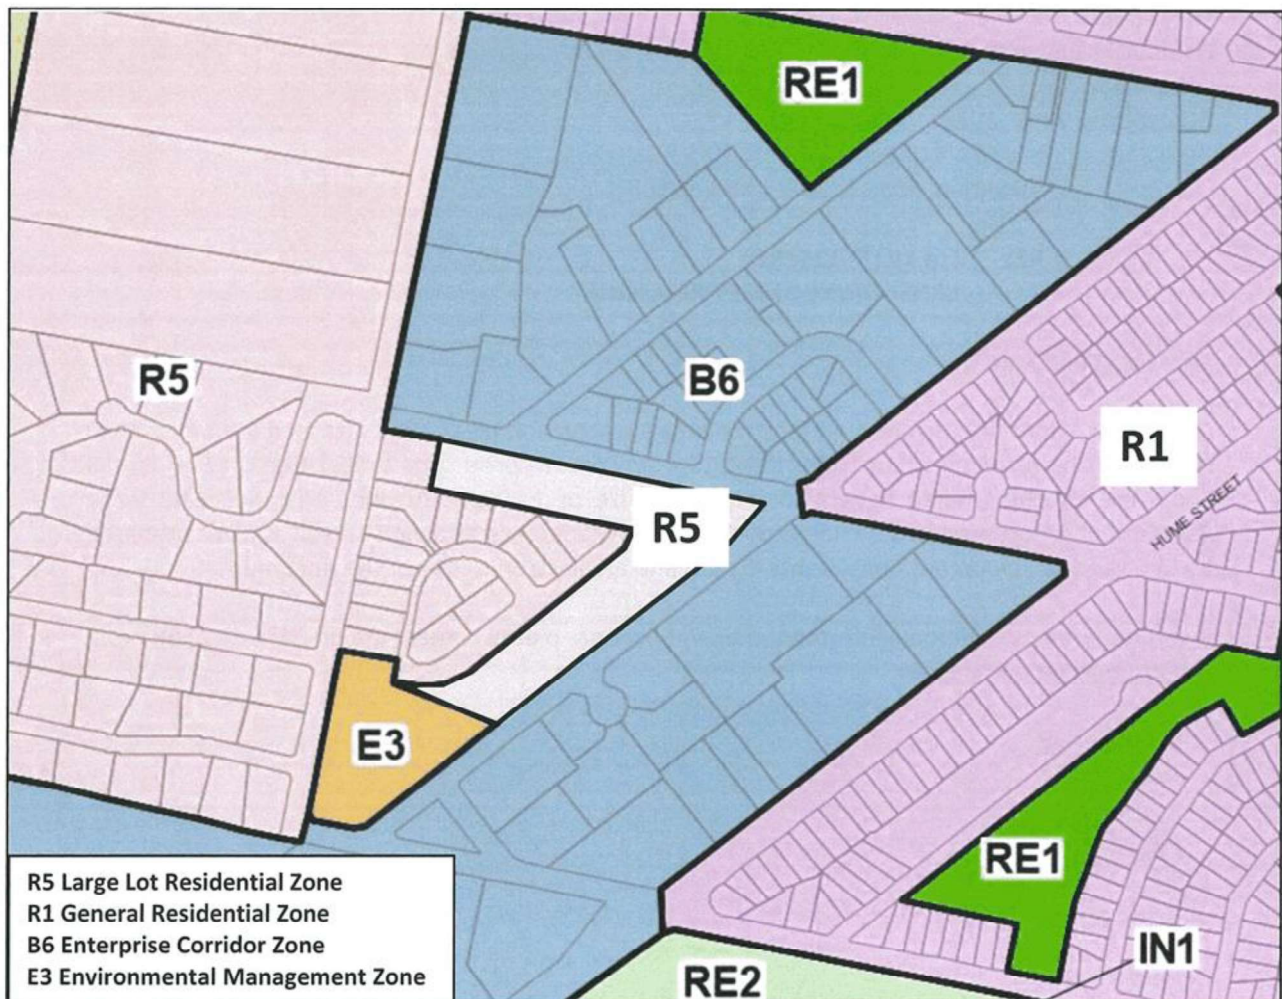 RE1
R5
B6
R1
R5
HUME STREET
E3
RE1
IN1
RE2
R5 Large Lot Residential Zone
R1 General Residential Zone
B6 Enterprise Corridor Zone
E3 Environmental Management Zone